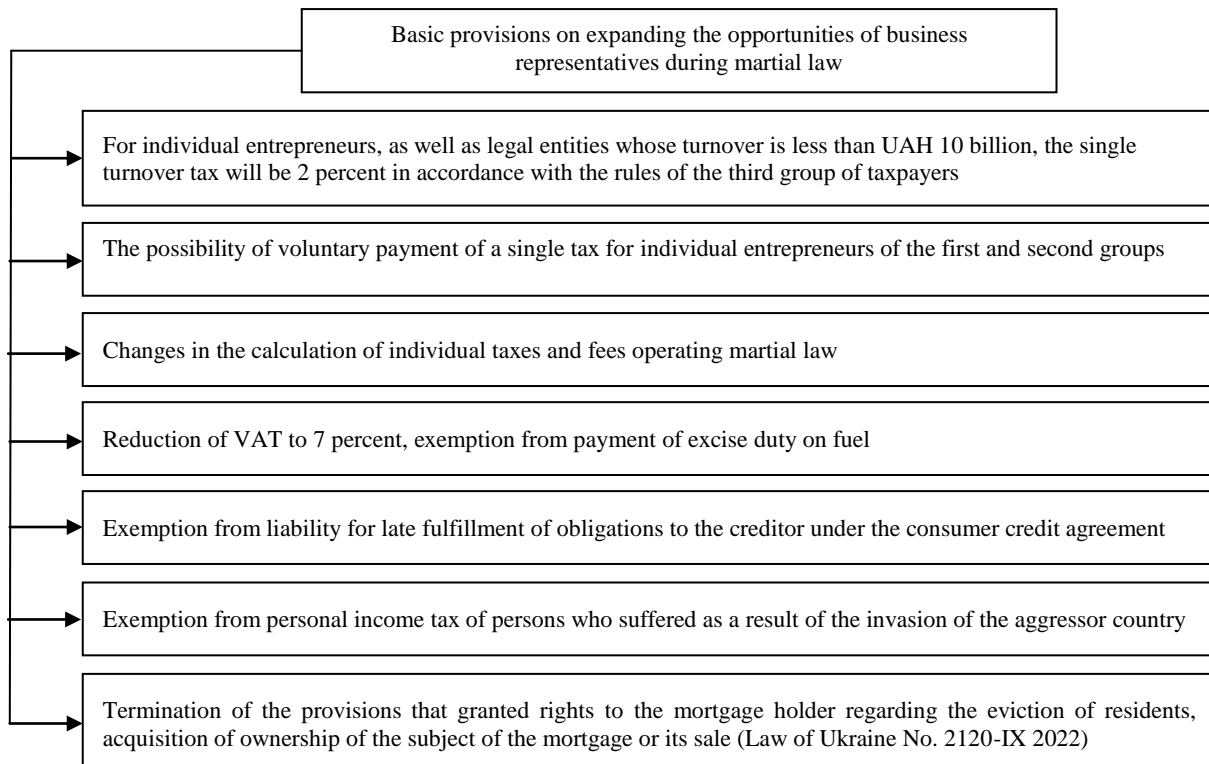 Basic provisions on expanding the opportunities of business
representatives during martial law
For individual entrepreneurs, as well as legal entities whose turnover is less than UAH 10 billion, the single
turnover tax will be 2 percent in accordance with the rules of the third group of taxpayers
The possibility of voluntary payment of a single tax for individual entrepreneurs of the first and second groups
Changes in the calculation of individual taxes and fees operating martial law
Reduction of VAT to 7 percent, exemption from payment of excise duty on fuel
Exemption from liability for late fulfillment of obligations to the creditor under the consumer credit agreement
Exemption from personal income tax of persons who suffered as a result of the invasion of the aggressor country
Termination of the provisions that granted rights to the mortgage holder regarding the eviction of residents,
acquisition of ownership of the subject of the mortgage or its sale (Law of Ukraine No. 2120-IX 2022)